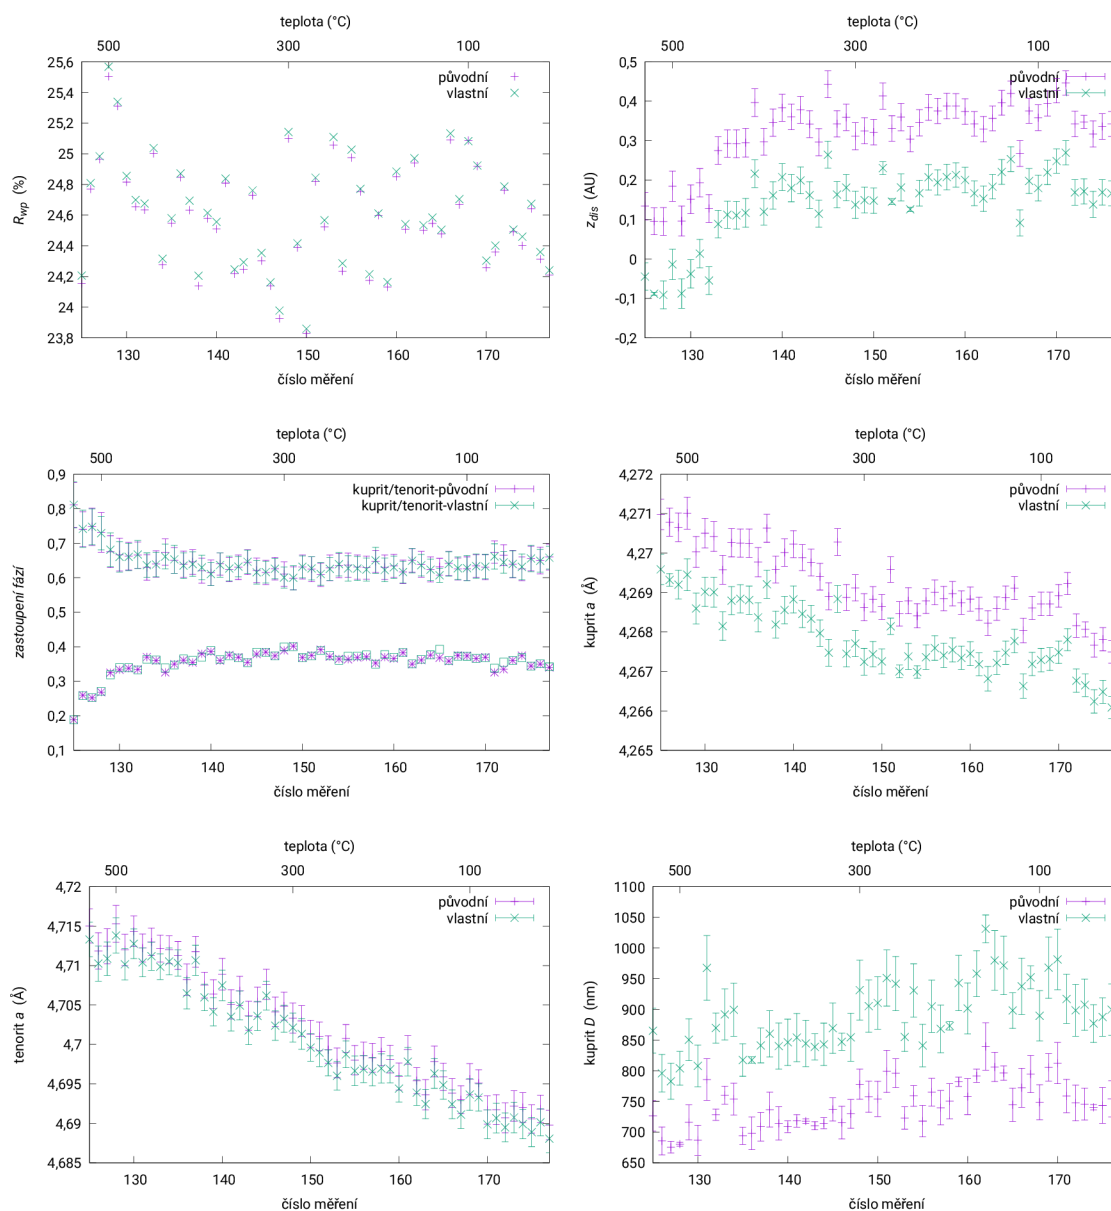 teplota (°C)
500 300 100
25,6
25,4
25,2
25
24,8
24,6
24,4
24,2
24
23,8
R_wp (%)
původní
vlastní
130 140 150 160 170
číslo měření
teplota (°C)
500 300 100
0,5
0,4
0,3
0,2
0,1
0
-0,1
-0,2
z_dis (AU)
původní
vlastní
130 140 150 160 170
číslo měření
teplota (°C)
500 300 100
0,9
0,8
0,7
0,6
0,5
0,4
0,3
0,2
0,1
zastoupení fází
kuprit/tenorit-původní
kuprit/tenorit-vlastní
130 140 150 160 170
číslo měření
teplota (°C)
500 300 100
4,272
4,271
4,27
4,269
4,268
4,267
4,266
4,265
kuprit a (Å)
původní
vlastní
130 140 150 160 170
číslo měření
teplota (°C)
500 300 100
4,72
4,715
4,71
4,705
4,7
4,695
4,69
4,685
tenorit a (Å)
původní
vlastní
130 140 150 160 170
číslo měření
teplota (°C)
500 300 100
1100
1050
1000
950
900
850
800
750
700
650
kuprit D (nm)
původní
vlastní
130 140 150 160 170
číslo měření